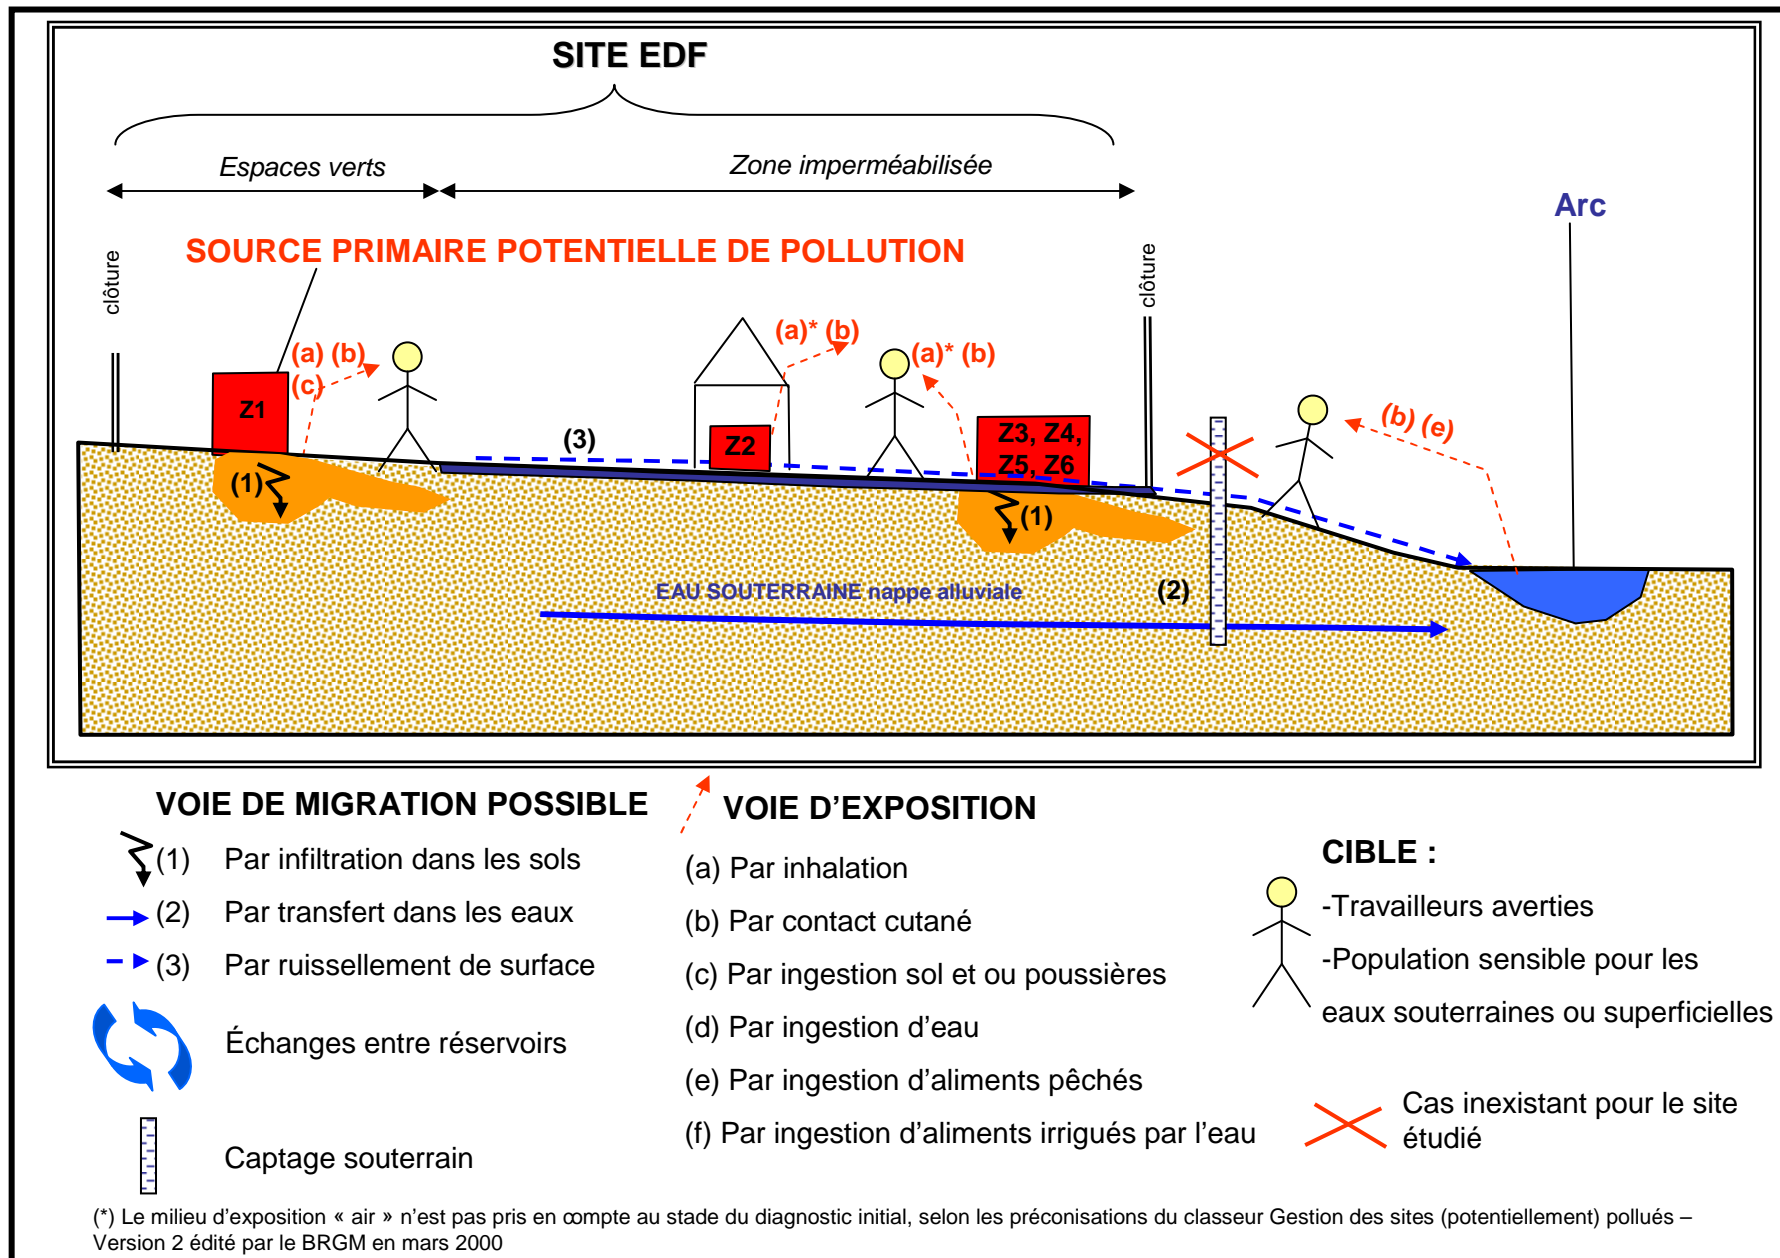 SITE EDF
Espaces verts
Zone imperméabilisée
Arc
SOURCE PRIMAIRE POTENTIELLE DE POLLUTION
clôture
clôture
(a) (b)
(c)
(a)* (b)
(a)* (b)
(b) (e)
Z1
(3)
Z2
Z3, Z4,
Z5, Z6
(1)
(1)
EAU SOUTERRAINE nappe alluviale
(2)
VOIE DE MIGRATION POSSIBLE
(1) Par infiltration dans les sols
(2) Par transfert dans les eaux
(3) Par ruissellement de surface
Échanges entre réservoirs
Captage souterrain
VOIE D'EXPOSITION
(a) Par inhalation
(b) Par contact cutané
(c) Par ingestion sol et ou poussières
(d) Par ingestion d'eau
(e) Par ingestion d'aliments pêchés
(f) Par ingestion d'aliments irrigués par l'eau
CIBLE :
-Travailleurs averties
-Population sensible pour les
eaux souterraines ou superficielles
Cas inexistant pour le site
étudié
(*) Le milieu d'exposition « air » n'est pas pris en compte au stade du diagnostic initial, selon les préconisations du classeur Gestion des sites (potentiellement) pollués –
Version 2 édité par le BRGM en mars 2000